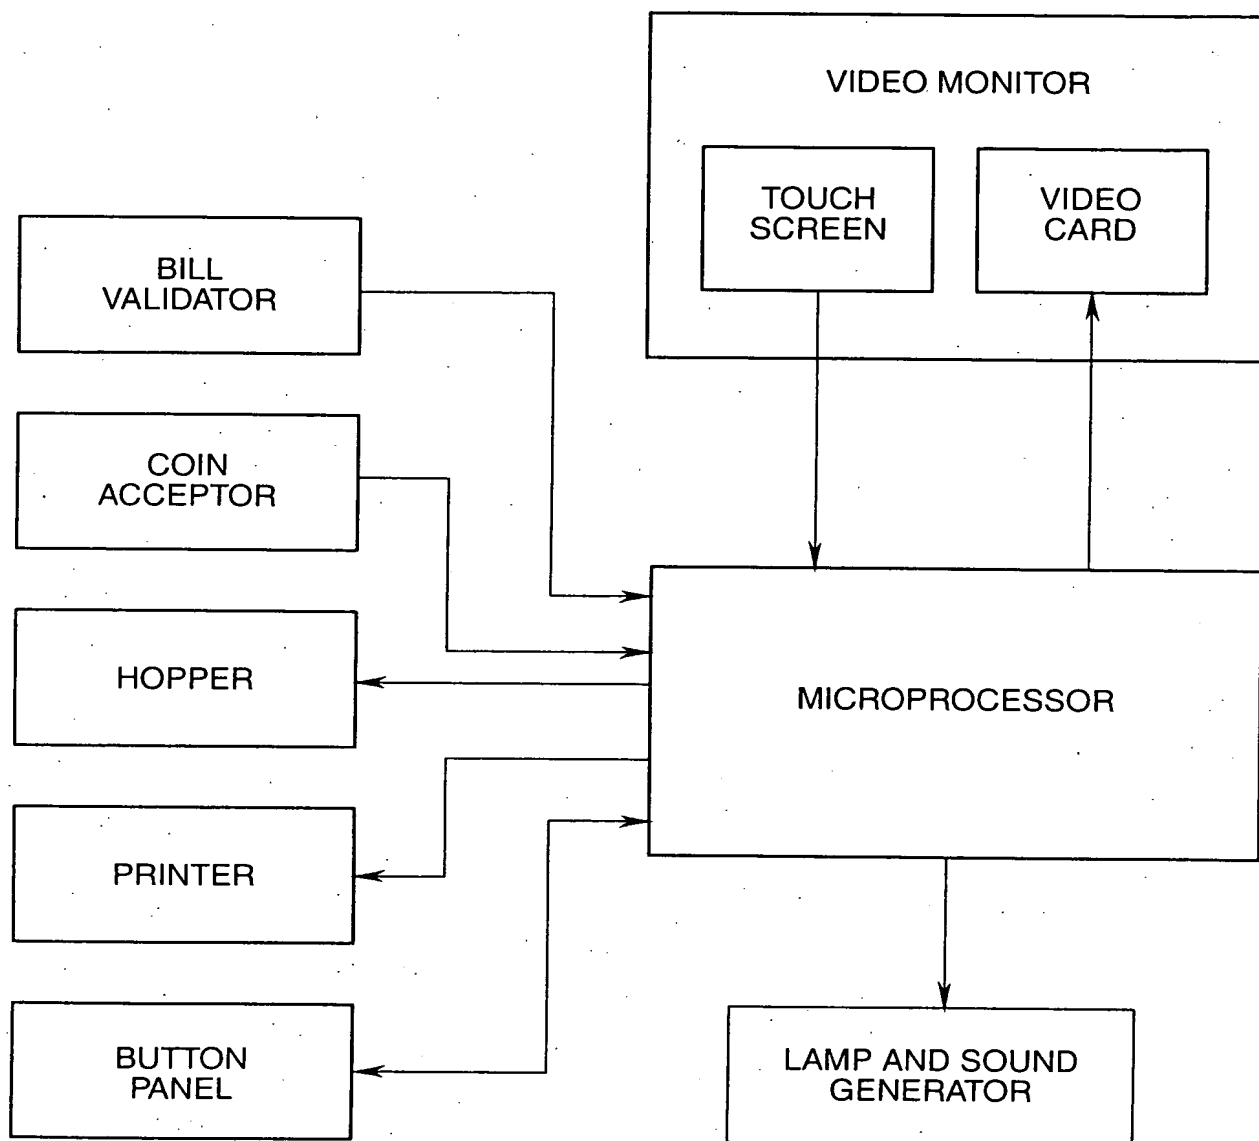 VIDEO MONITOR
TOUCH
SCREEN
VIDEO
CARD
BILL
VALIDATOR
COIN
ACCEPTOR
HOPPER
MICROPROCESSOR
PRINTER
BUTTON
PANEL
LAMP AND SOUND
GENERATOR